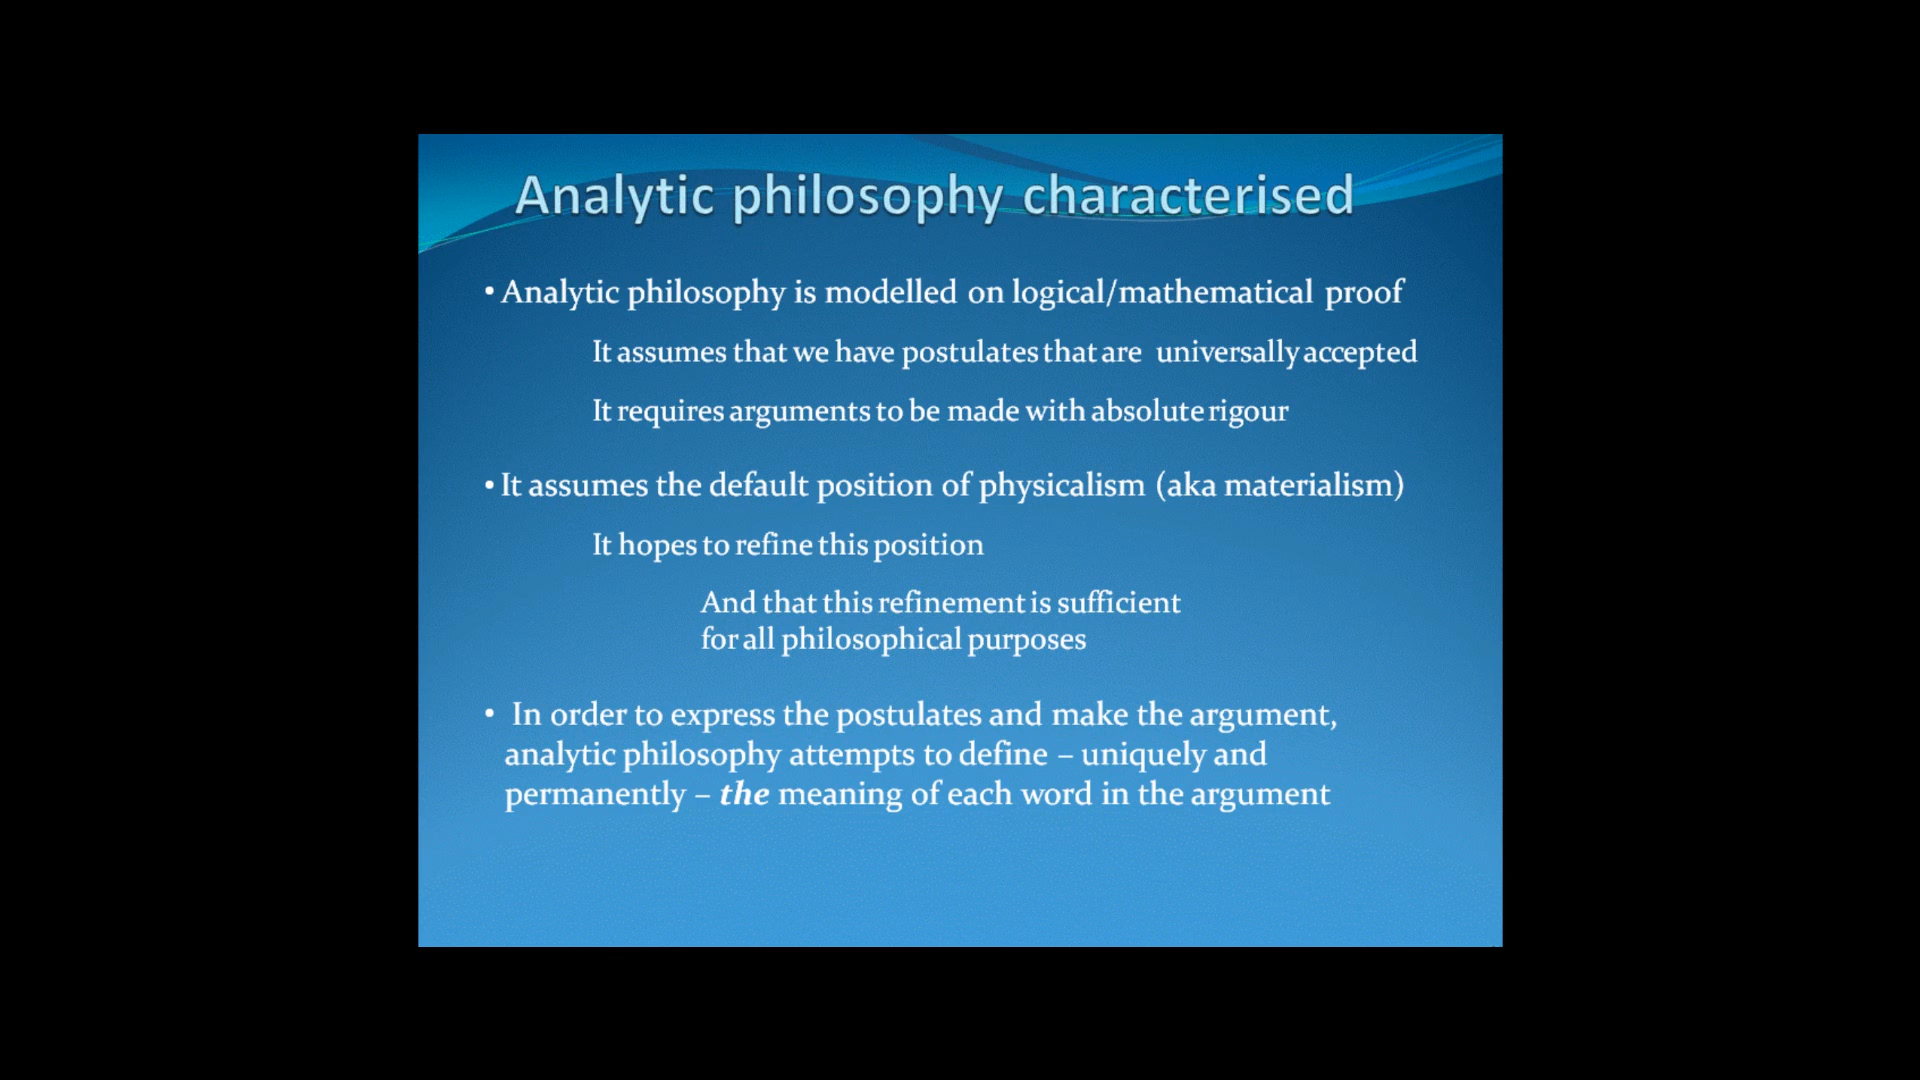 Analytic philosophy characterised
• Analytic philosophy is modelled on logical/mathematical proof
It assumes that we have postulates that are universally accepted
It requires arguments to be made with absolute rigour
• It assumes the default position of physicalism (aka materialism)
It hopes to refine this position
And that this refinement is sufficient
for all philosophical purposes
• In order to express the postulates and make the argument,
analytic philosophy attempts to define – uniquely and
permanently – the meaning of each word in the argument